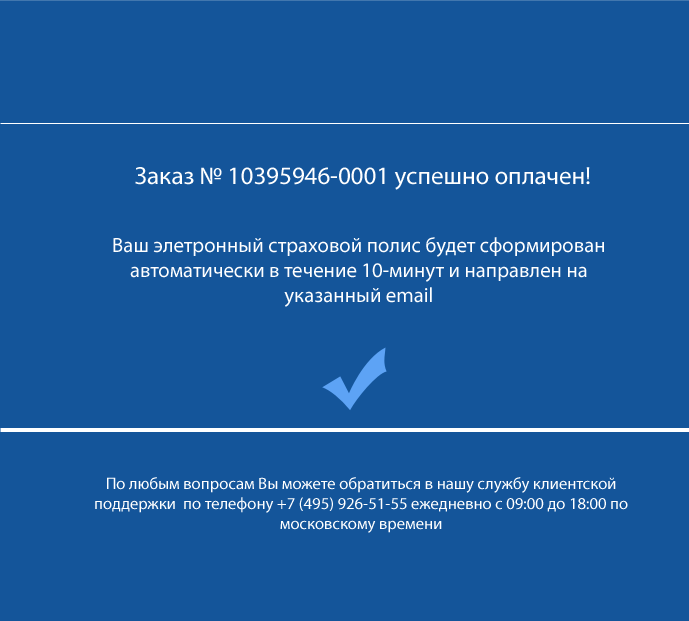 Заказ № 10395946-0001 успешно оплачен!
Ваш элетронный страховой полис будет сформирован
автоматически в течение 10-минут и направлен на
указанный email
По любым вопросам Вы можете обратиться в нашу службу клиентской
поддержки  по телефону +7 (495) 926-51-55 ежедневно с 09:00 до 18:00 по
московскому времени